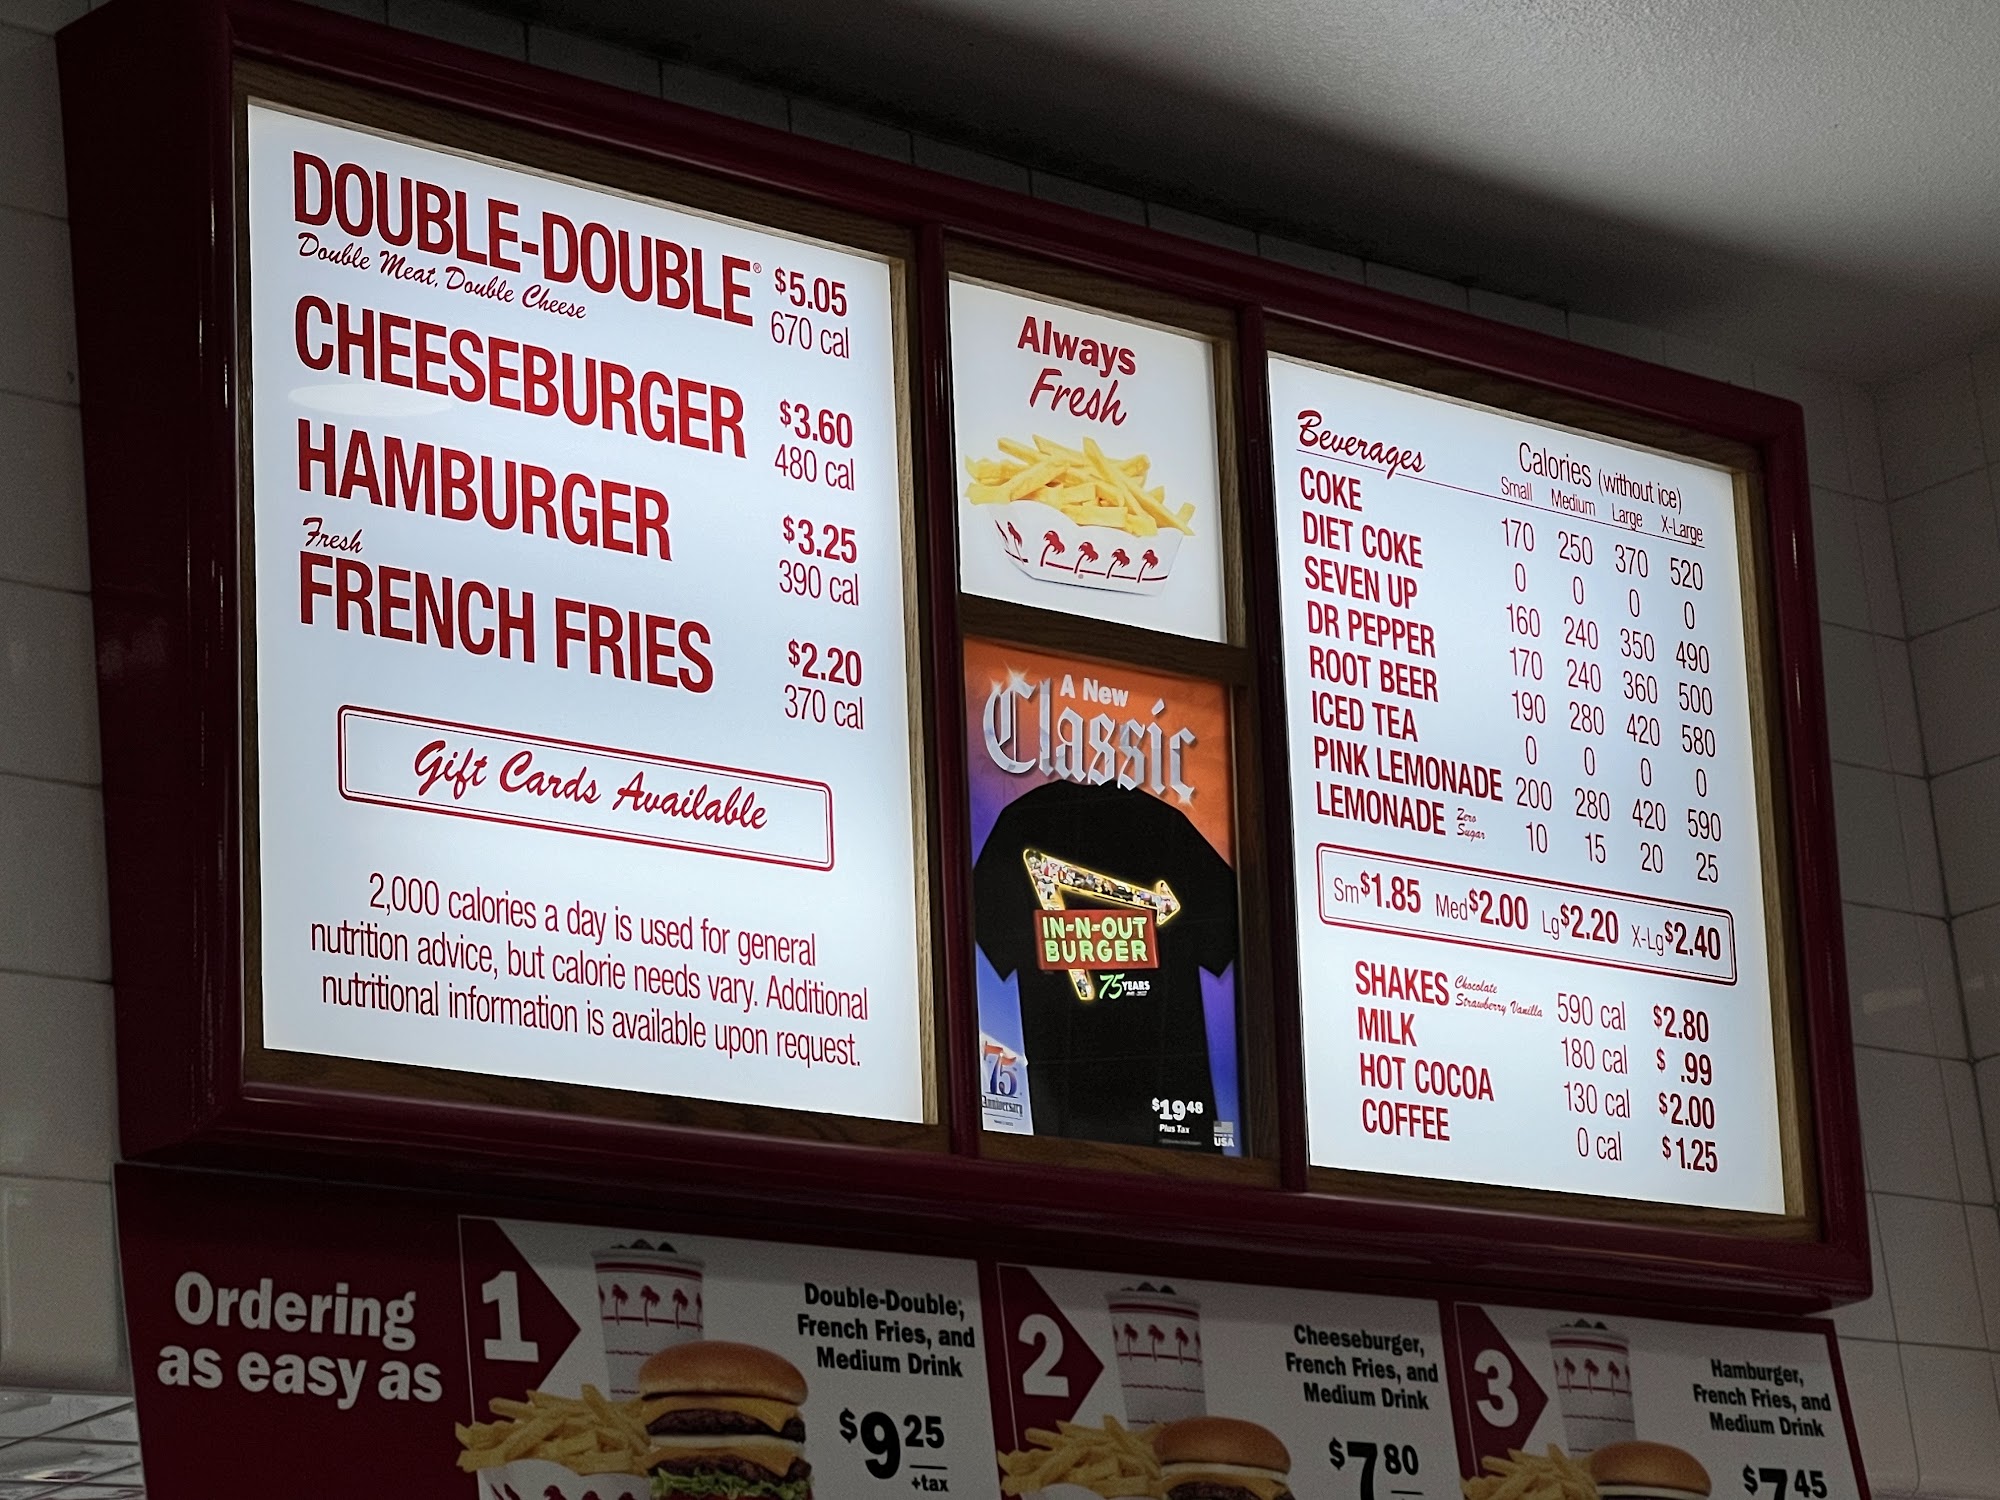 DOUBLE-DOUBLE® $5.05
Double Meat, Double Cheese 670 cal
CHEESEBURGER $3.60
480 cal
HAMBURGER $3.25
390 cal
Fresh
FRENCH FRIES $2.20
370 cal
Gift Cards Available
2,000 calories a day is used for general
nutrition advice, but calorie needs vary. Additional
nutritional information is available upon request.
Always
Fresh
A New
Classic
IN-N-OUT
BURGER
75 YEARS
75
Anniversary
$19.48
Plus Tax
USA
Beverages Calories (without ice)
Small Medium Large X-Large
COKE 170 250 370 520
DIET COKE 0 0 0 0
SEVEN UP 160 240 350 490
DR PEPPER 170 240 360 500
ROOT BEER 190 280 420 580
ICED TEA 0 0 0 0
PINK LEMONADE 200 280 420 590
LEMONADE Zero Sugar 10 15 20 25
Sm $1.85 Med $2.00 Lg $2.20 X-Lg $2.40
SHAKES Chocolate Strawberry Vanilla 590 cal $2.80
MILK 180 cal $ .99
HOT COCOA 130 cal $2.00
COFFEE 0 cal $1.25
Ordering
as easy as
1
Double-Double,®
French Fries, and
Medium Drink
$9.25
+tax
2
Cheeseburger,
French Fries, and
Medium Drink
$7.80
3
Hamburger,
French Fries, and
Medium Drink
$7.45